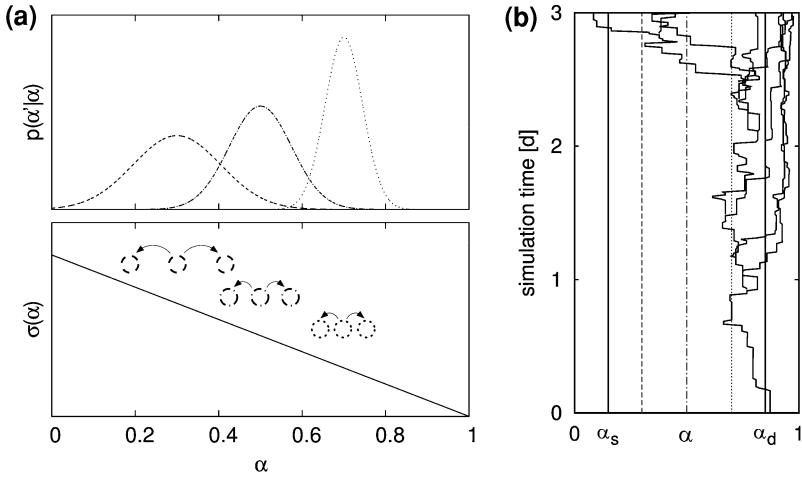 (a)
p(α'|α)
σ(α)
0 0.2 0.4 0.6 0.8 1
α
(b)
simulation time [d]
3
2
1
0
0 αs α αd 1